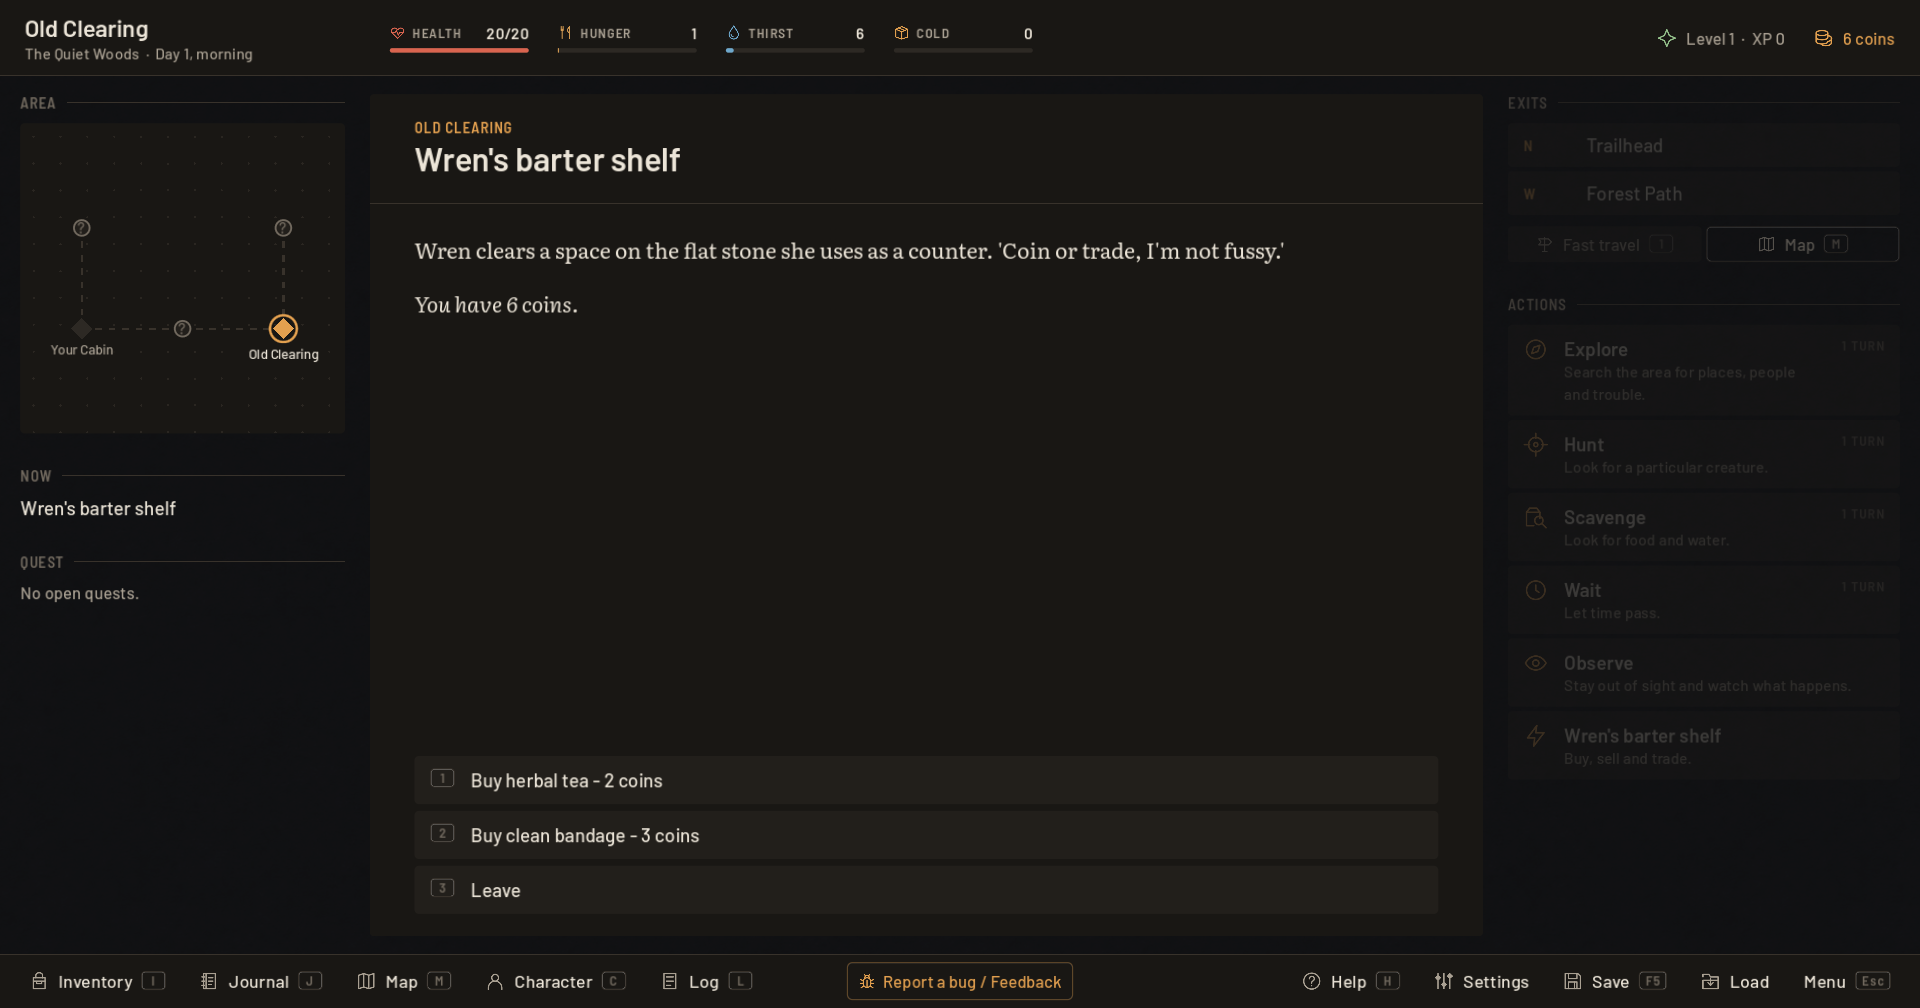 Old Clearing
The Quiet Woods · Day 1, morning
HEALTH 20/20
HUNGER 1
THIRST 6
COLD 0
Level 1 · XP 0
6 coins
AREA
?
?
?
Your Cabin
Old Clearing
NOW
Wren's barter shelf
QUEST
No open quests.
OLD CLEARING
Wren's barter shelf
Wren clears a space on the flat stone she uses as a counter. 'Coin or trade, I'm not fussy.'
You have 6 coins.
1 Buy herbal tea - 2 coins
2 Buy clean bandage - 3 coins
3 Leave
EXITS
N Trailhead
W Forest Path
Fast travel T
Map M
ACTIONS
Explore 1 TURN
Search the area for places, people
and trouble.
Hunt 1 TURN
Look for a particular creature.
Scavenge 1 TURN
Look for food and water.
Wait 1 TURN
Let time pass.
Observe
Stay out of sight and watch what happens.
Wren's barter shelf
Buy, sell and trade.
Inventory I
Journal J
Map M
Character C
Log L
Report a bug / Feedback
Help H
Settings
Save F5
Load
Menu Esc